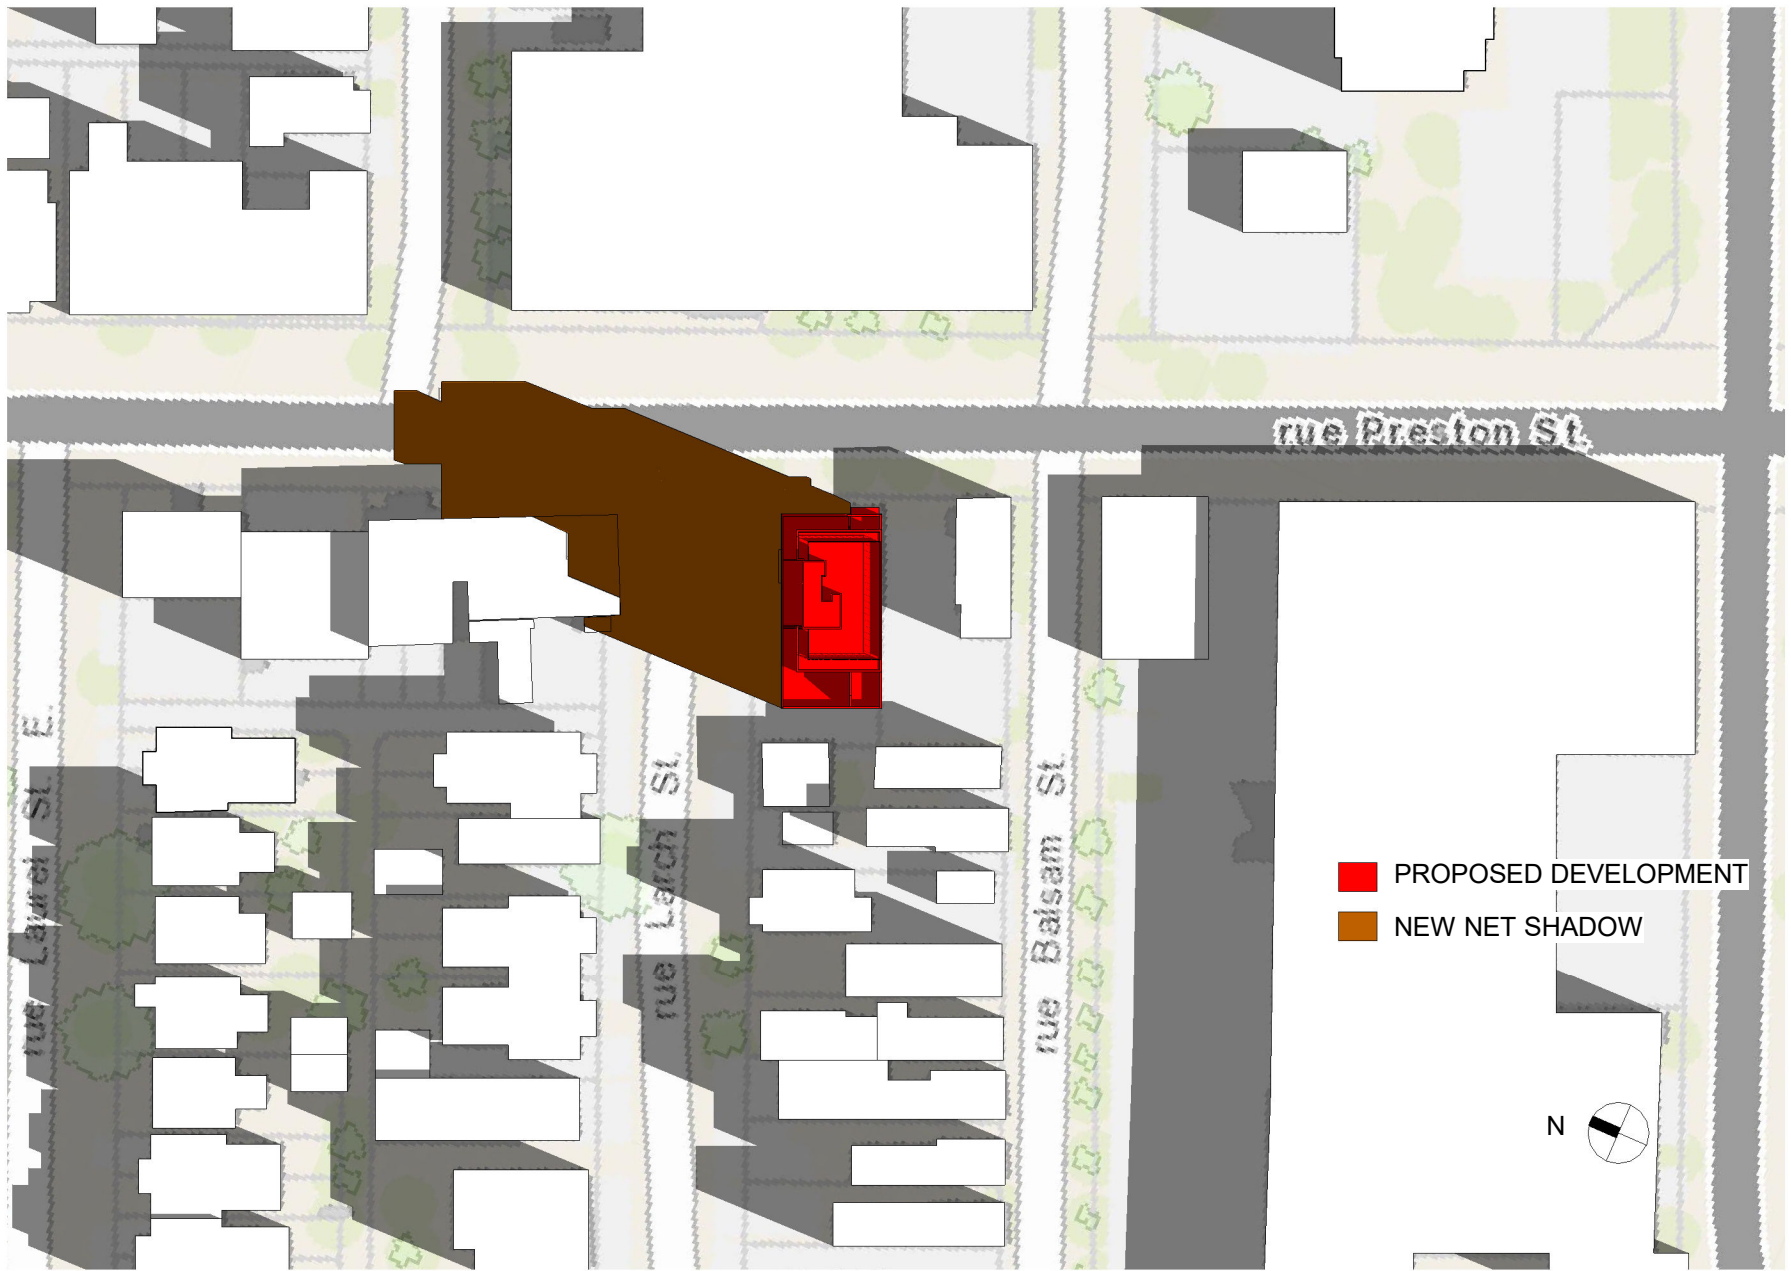 rue Preston St.
rue Laurel St. E.
rue Larch St.
rue Balsam St.
PROPOSED DEVELOPMENT
NEW NET SHADOW
N